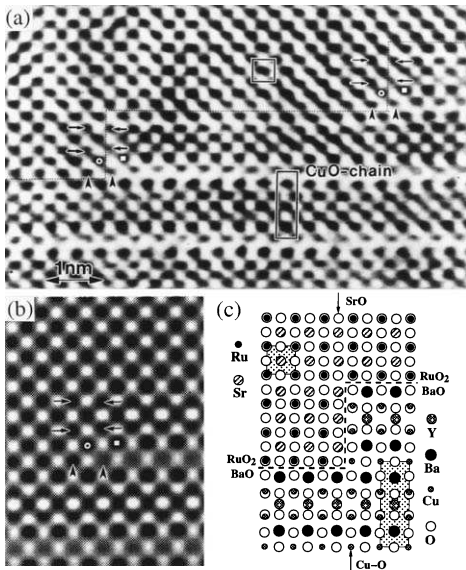 (a)
CuO-chain
1nm
(b)
(c)
SrO
Ru
Sr
RuO2
BaO
Y
Ba
RuO2
BaO
Cu
O
Cu-O